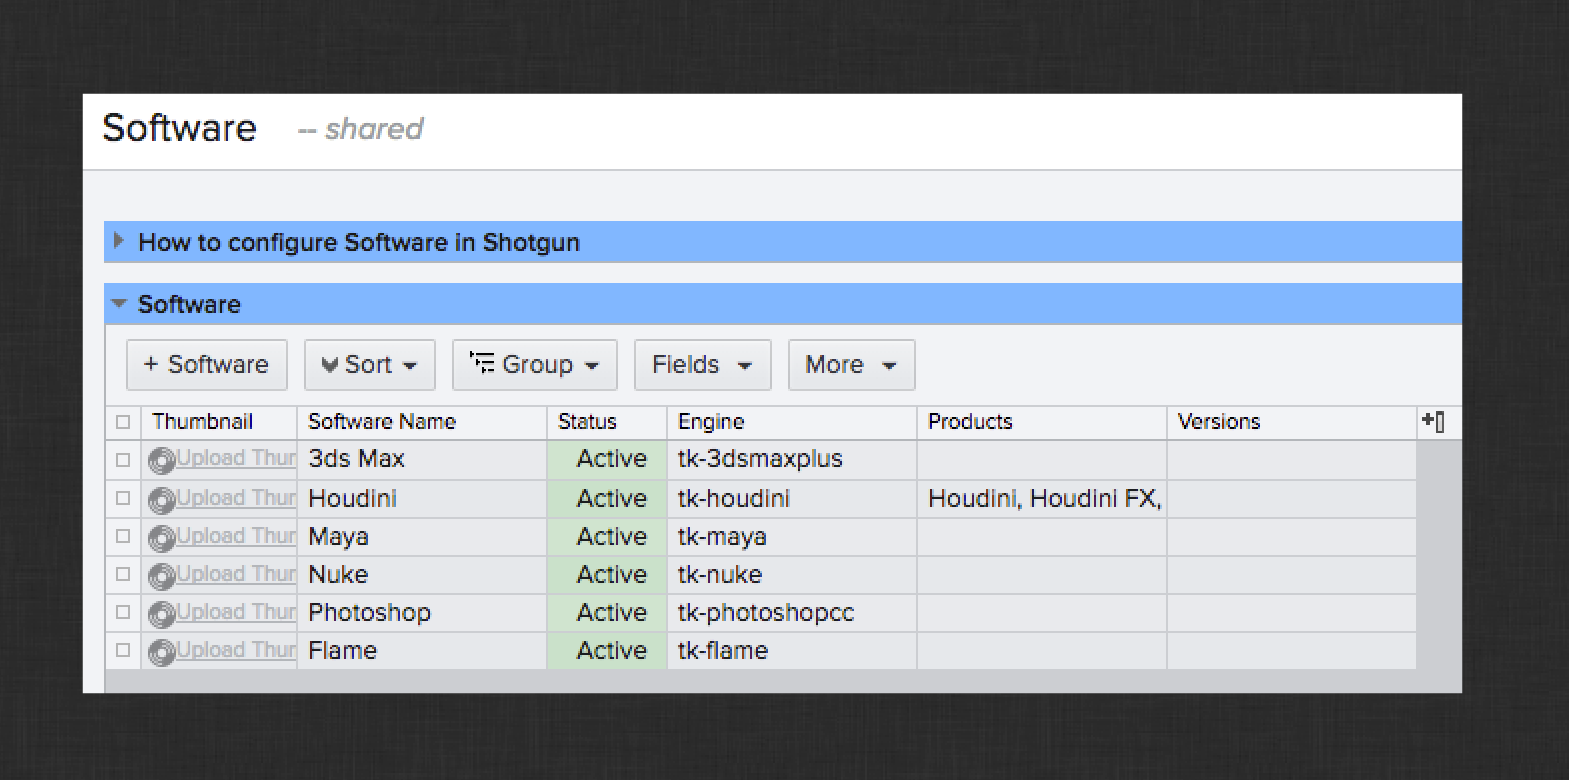 Software -- shared
How to configure Software in Shotgun
Software
+ Software Sort Group Fields More
Thumbnail Software Name Status Engine Products Versions
Upload Thur 3ds Max Active tk-3dsmaxplus
Upload Thur Houdini Active tk-houdini Houdini, Houdini FX,
Upload Thur Maya Active tk-maya
Upload Thur Nuke Active tk-nuke
Upload Thur Photoshop Active tk-photoshopcc
Upload Thur Flame Active tk-flame